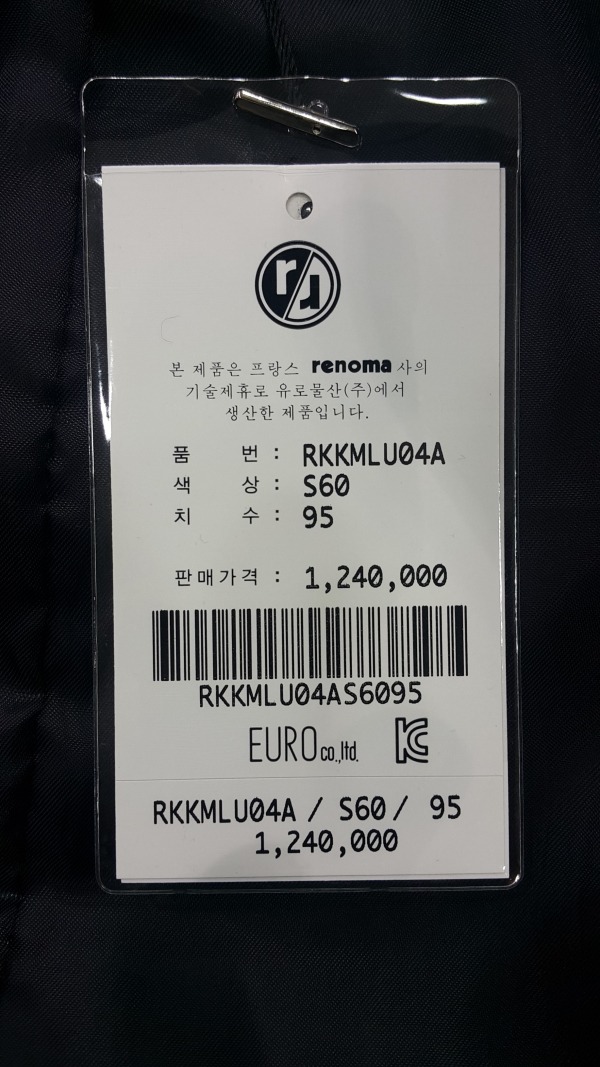 본 제품은 프랑스 renoma 사의
기술제휴로 유로물산(주)에서
생산한 제품입니다.
품 번 : RKKMLU04A
색 상 : S60
치 수 : 95
판매가격 : 1,240,000
RKKMLU04AS6095
EURO co.,ltd.
RKKMLU04A / S60 / 95
1,240,000